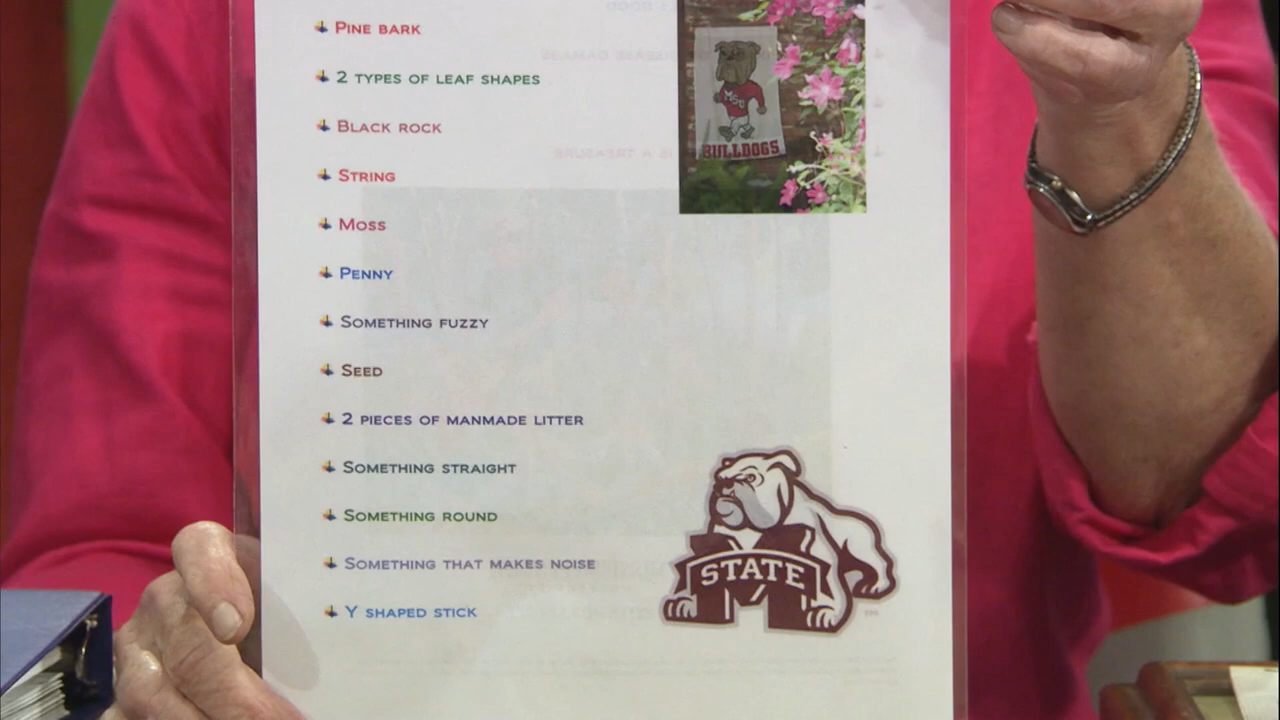 Pine bark
2 types of leaf shapes
Black rock
String
Moss
Penny
Something fuzzy
Seed
2 pieces of manmade litter
Something straight
Something round
Something that makes noise
Y shaped stick
MSU
BULLDOGS
STATE